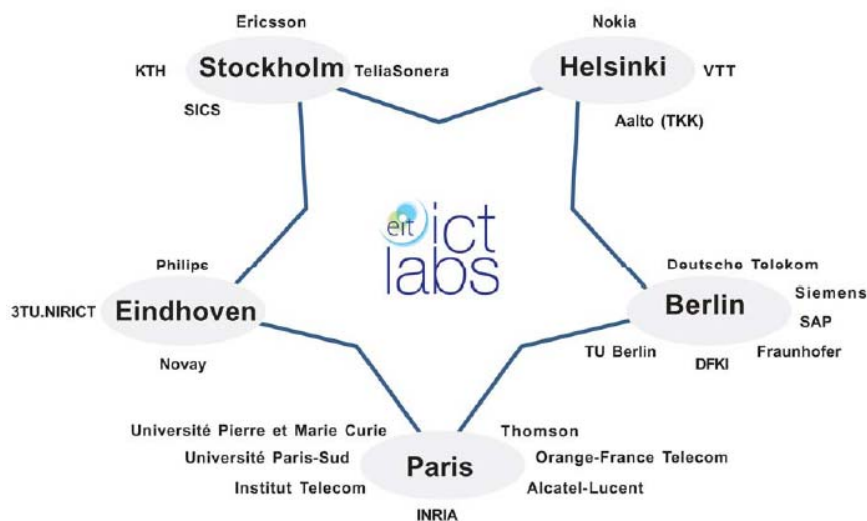 Ericsson
Nokia
KTH
Stockholm
TeliaSonera
Helsinki
VTT
SICS
Aalto (TKK)
eit ict
labs
Philips
Deutsche Telekom
3TU.NIRICT
Eindhoven
Berlin
Siemens
SAP
Novay
TU Berlin
DFKI
Fraunhofer
Université Pierre et Marie Curie
Thomson
Université Paris-Sud
Paris
Orange-France Telecom
Institut Telecom
Alcatel-Lucent
INRIA